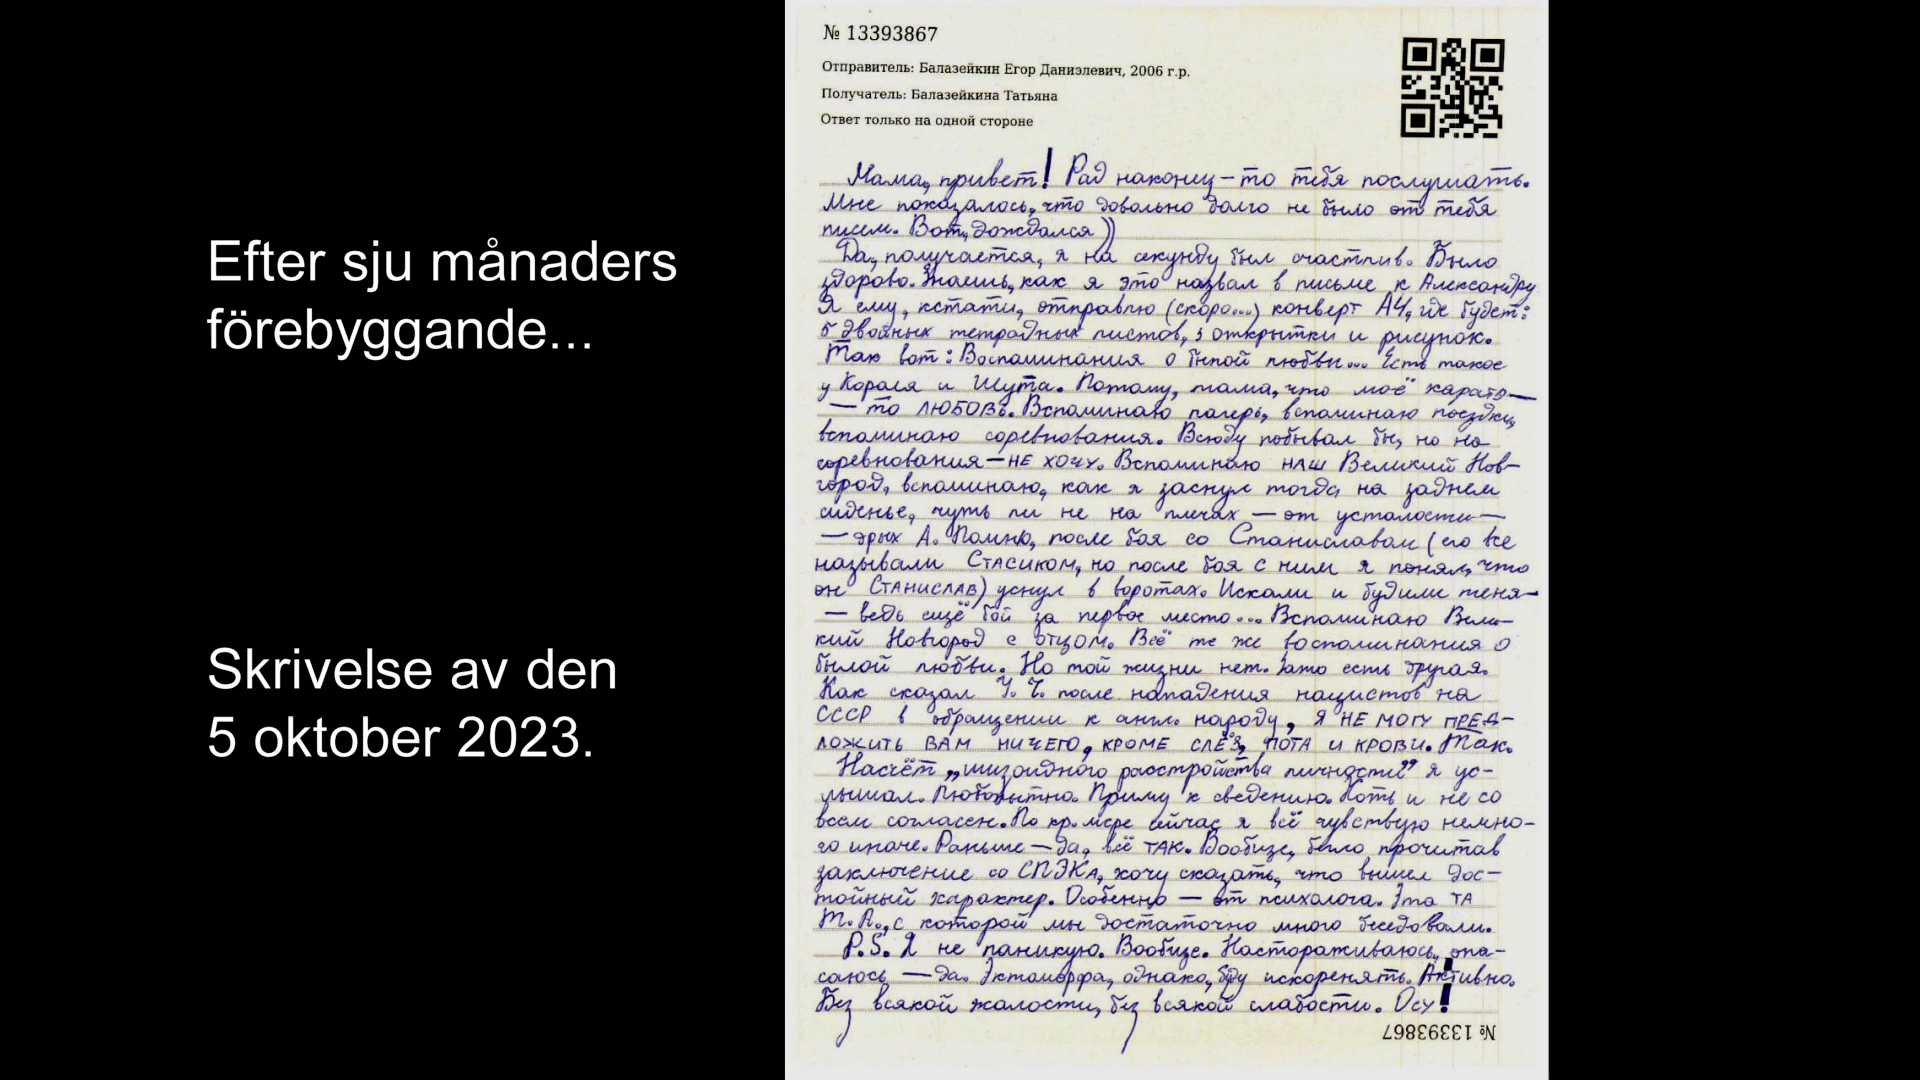 Efter sju månaders
förebyggande...
Skrivelse av den
5 oktober 2023.
№ 13393867
Отправитель: Балазейкин Егор Даниэлевич, 2006 г.р.
Получатель: Балазейкина Татьяна
Ответ только на одной стороне
Мама, привет! Рад наконец-то тебя послушать.
Мне показалось, что довольно долго не было от тебя
писем. Вот, дождался))
Да, получается, я на секунду был счастлив. Было
здорово. Знаешь, как я это назвал в письме к Александру
Я ему, кстати, отправлю (скоро...) конверт А4, где будет:
5 двойных тетрадных листов, 3 открытки и рисунок.
Так вот: Воспоминания о былой любви... Есть такое
у Короля и Шута. Потому, мама, что моё каратэ—
— то ЛЮБОВЬ. Вспоминаю лагерь, вспоминаю поездки,
вспоминаю соревнования. Всюду побывал бы, но на
соревнования — НЕ ХОЧУ. Вспоминаю НАШ Великий Нов-
город, вспоминаю, как я заснул тогда на заднем
сиденье, чуть ли не на плечах — от усталости —
— дрых А. Помню, после боя со Станиславом (его все
называли СТАСИКОМ, но после боя с ним я понял, что
он СТАНИСЛАВ) уснул в воротах. Искали и будили меня—
— ведь ещё бой за первое место... Вспоминаю Вели-
кий Новгород с отцом. Всё те же воспоминания о
былой любви. Но той жизни нет. Зато есть другая.
Как сказал У. Ч. после нападения нацистов на
СССР в обращении к англ. народу, Я НЕ МОГУ ПРЕД-
ЛОЖИТЬ ВАМ НИЧЕГО, КРОМЕ СЛЁЗ, ПОТА И КРОВИ. Так.
Насчёт „шизоидного расстройства личности” я ус-
лышал. Любопытно. Приму к сведению. Хоть и не со
всем согласен. По кр. мере сейчас я всё чувствую немно-
го иначе. Раньше — да, всё ТАК. Вообще, бегло прочитав
заключение со СПЭКа, хочу сказать, что вышел дос-
тойный характер. Особенно — от психолога. Эта ТА
Т. А., с которой мы достаточно много беседовали.
P.S. Я не паникую. Вообще. Настораживаюсь, опа-
саюсь — да. Эктоморфа, однако, буду искоренять. Активно.
Без всякой жалости, без всякой слабости. Осу!
№ 13393867